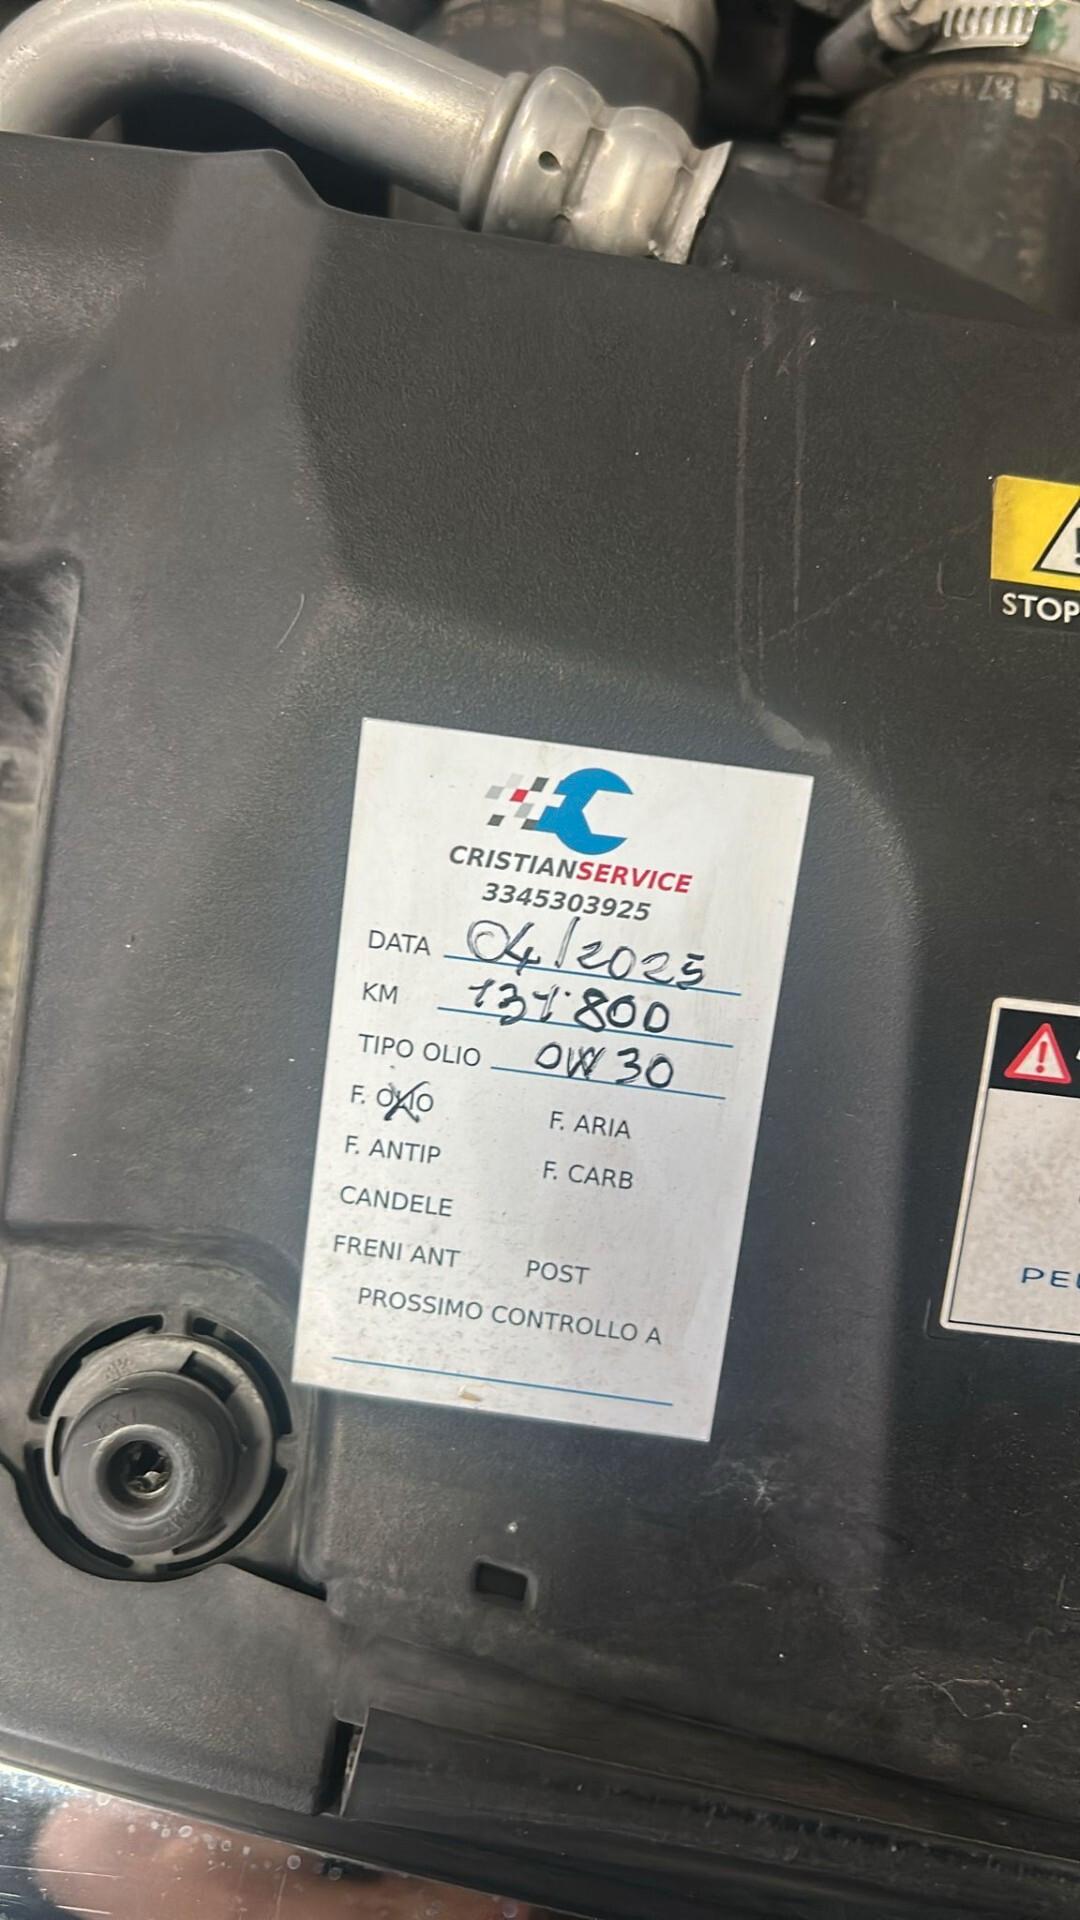 STOP
CRISTIANSERVICE
3345303925
DATA 04/2025
KM 131.800
TIPO OLIO 0W30
F. OLIO F. ARIA
F. ANTIP F. CARB
CANDELE
FRENI ANT POST
PROSSIMO CONTROLLO A